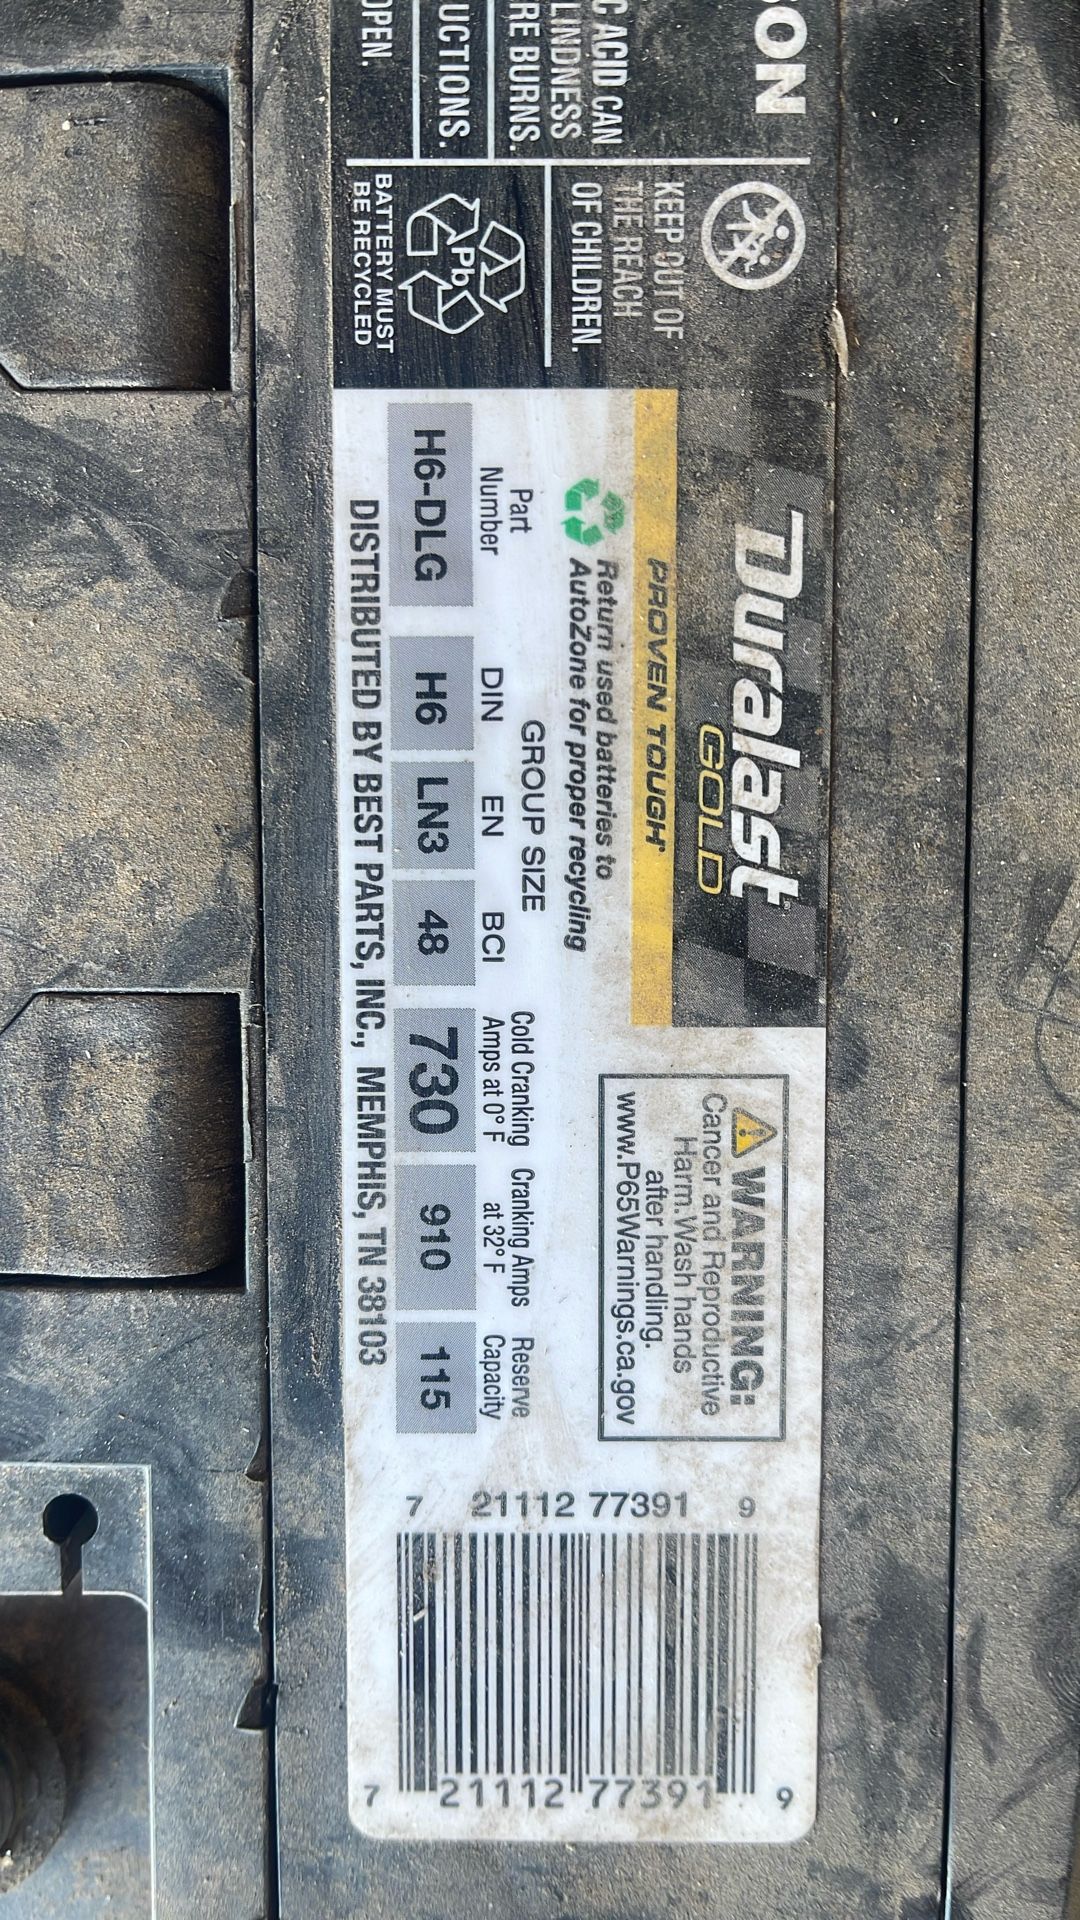 ON
C ACID CAN
LINDNESS
RE BURNS.
UCTIONS.
OPEN.
KEEP OUT OF
THE REACH
OF CHILDREN.
Pb
BATTERY MUST
BE RECYCLED
Duralast
GOLD
PROVEN TOUGH
Return used batteries to
AutoZone for proper recycling
WARNING:
Cancer and Reproductive
Harm.Wash hands
after handling.
www.P65Warnings.ca.gov
Part Number
GROUP SIZE
DIN EN BCI
Cold Cranking Amps at 0° F
Cranking Amps at 32° F
Reserve Capacity
H6-DLG H6 LN3 48 730 910 115
DISTRIBUTED BY BEST PARTS, INC., MEMPHIS, TN 38103
7 21112 77391 9
7 21112 77391 9